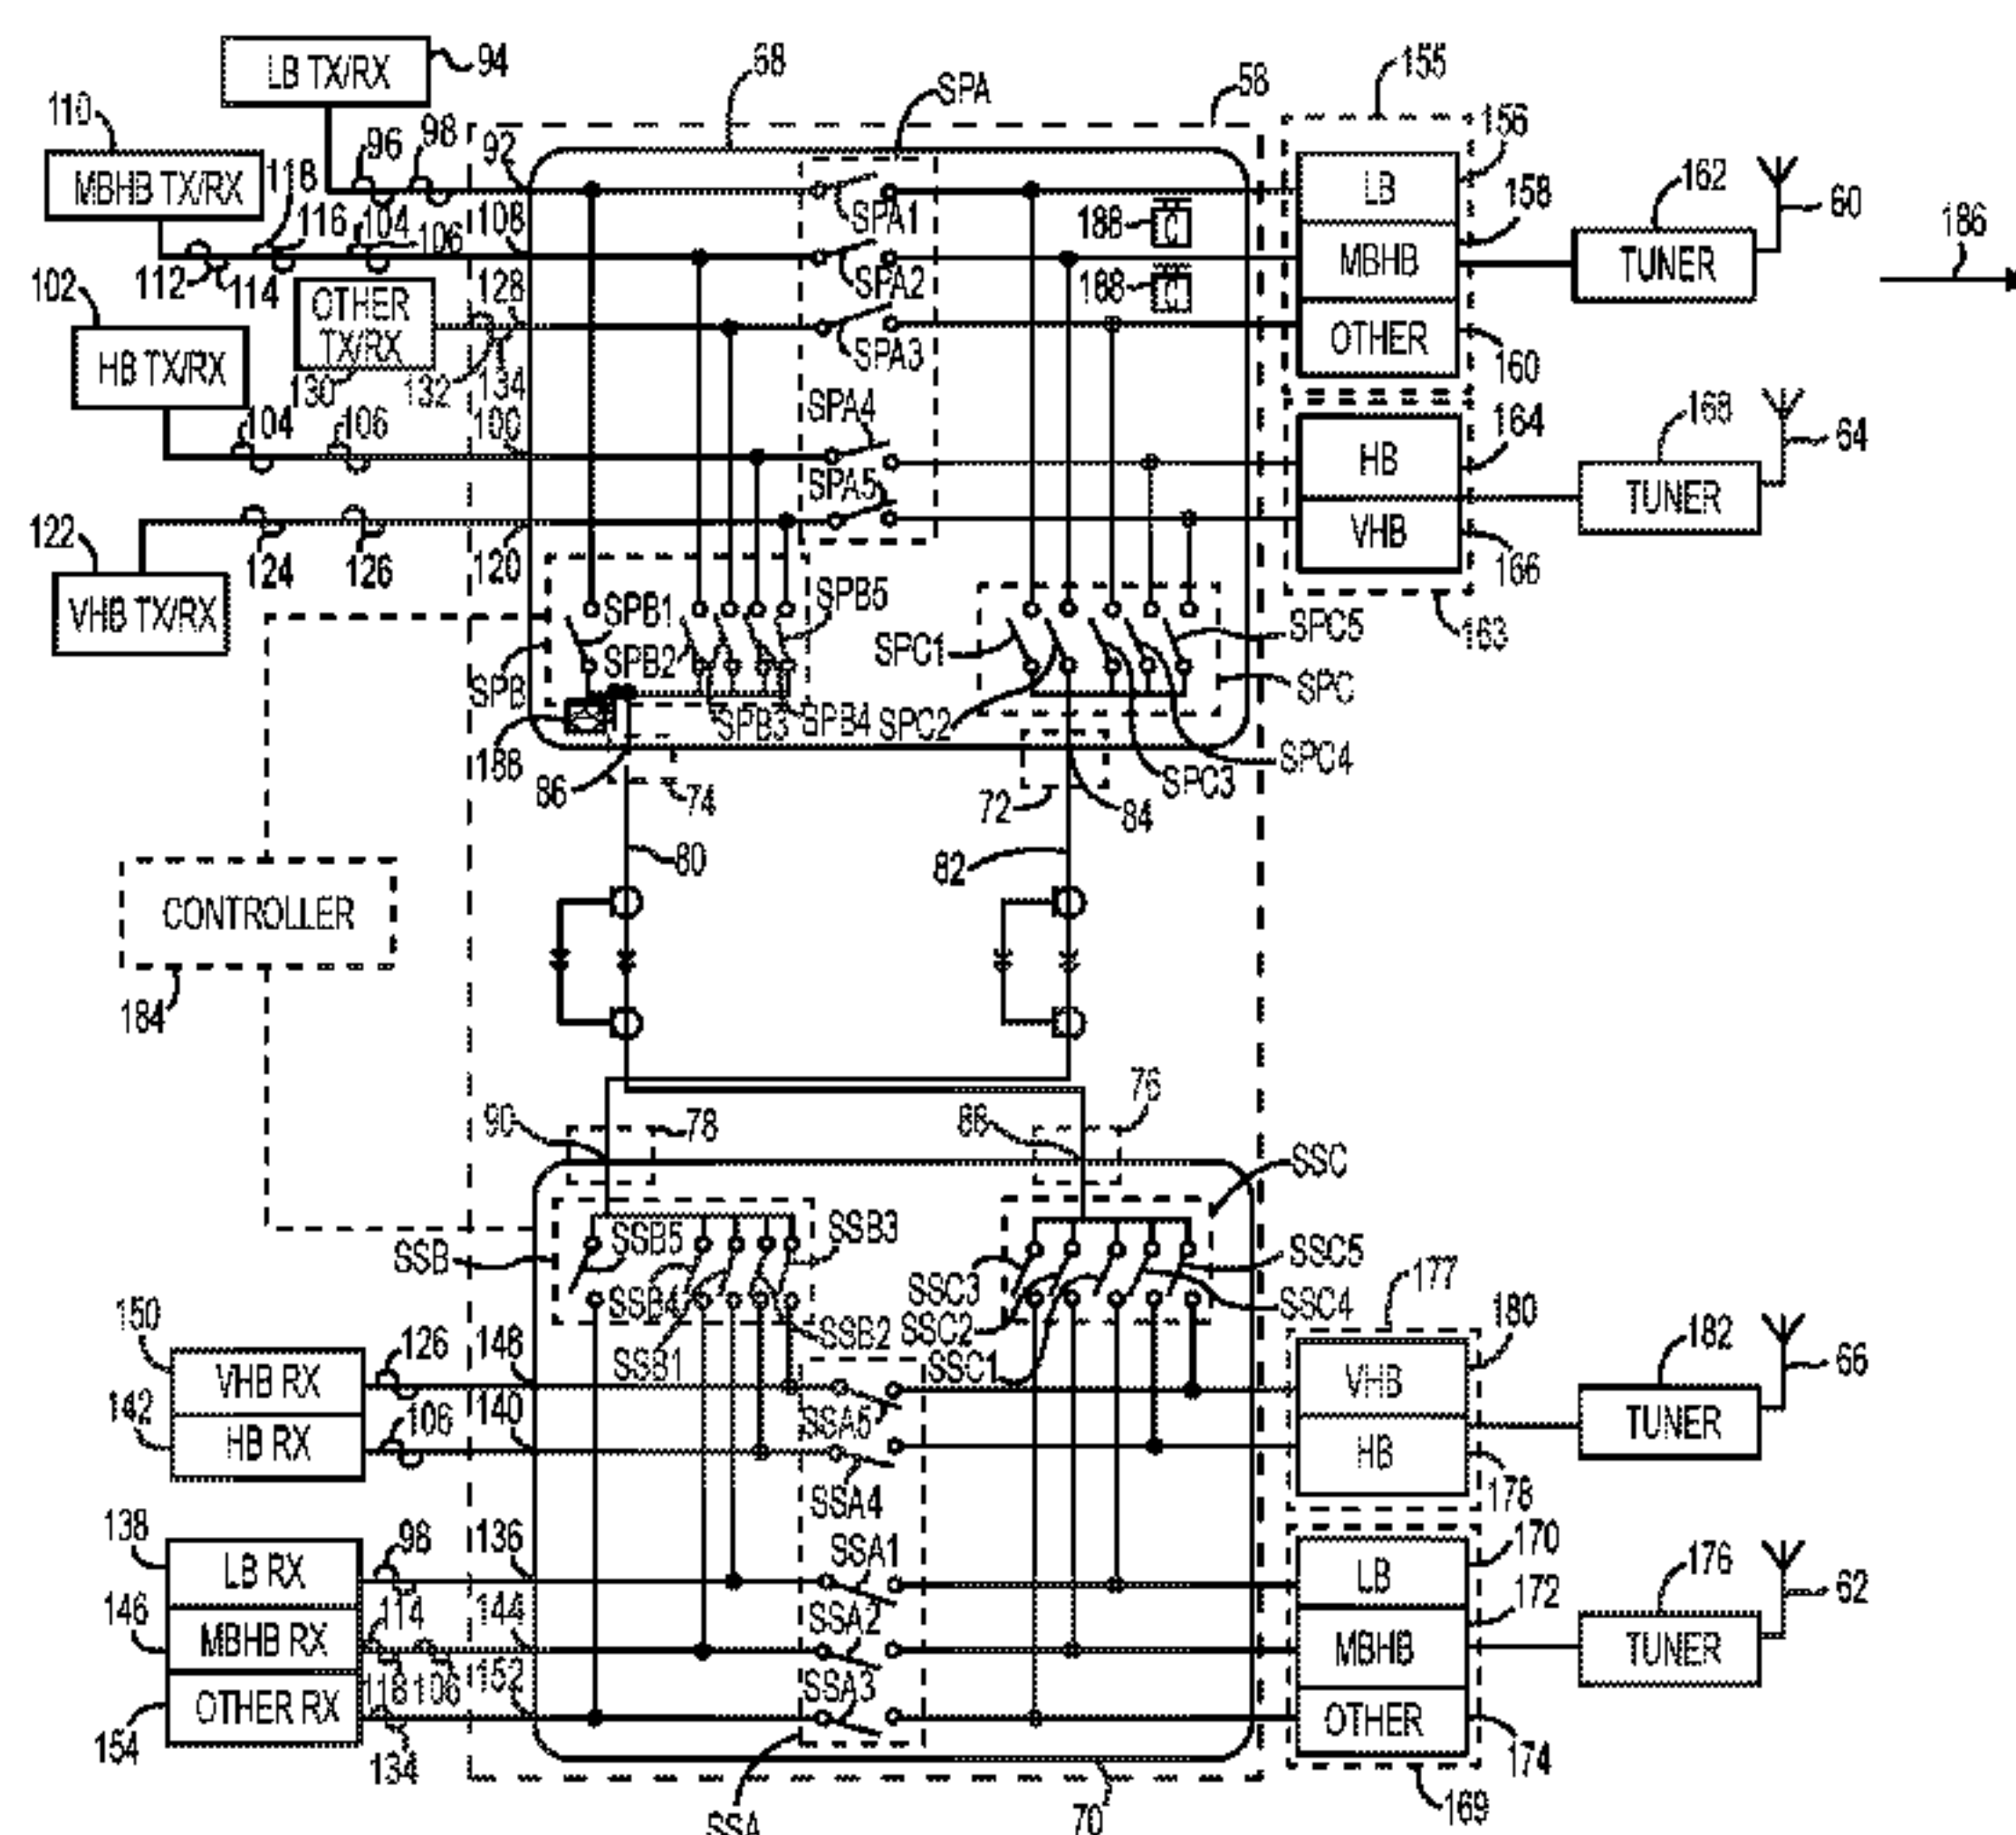 LB TX/RX
94
68
SPA
58
155
110
96
98
92
156
MBHB TX/RX
118
116
104
106
108
SPA1
188
C
LB
158
162
60
186
112
114
SPA2
MBHB
TUNER
102
OTHER TX/RX
128
188
C
OTHER
HB TX/RX
130
132
134
SPA3
160
104
106
100
SPA4
HB
164
168
64
SPA5
TUNER
122
124
126
120
VHB
166
VHB TX/RX
SPB1
SPB5
SPC5
163
SPB2
SPC1
SPB
SPC
SPB3
SPB4
SPC2
188
SPC4
86
74
72
84
SPC3
80
82
CONTROLLER
184
90
78
88
76
SSC
SSB
SSB5
SSB3
SSC5
SSC3
177
SSB4
SSC4
150
126
148
SSB2
SSC2
180
182
SSB1
SSC1
VHB RX
VHB
66
142
106
140
SSA5
TUNER
HB RX
HB
SSA4
178
138
98
136
SSA1
170
LB RX
LB
176
62
146
114
144
SSA2
172
MBHB RX
MBHB
TUNER
118
106
152
SSA3
OTHER RX
OTHER
154
134
174
SSA
70
169